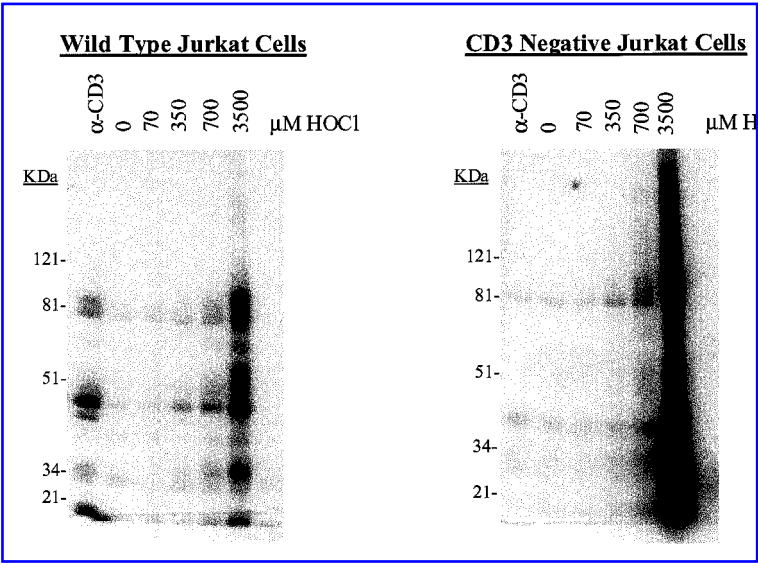 Wild Type Jurkat Cells
α-CD3 0 70 350 700 3500 µM HOCl
KDa
121-
81-
51-
34-
21-
CD3 Negative Jurkat Cells
α-CD3 0 70 350 700 3500 µM H
KDa
121-
81-
51-
34-
21-